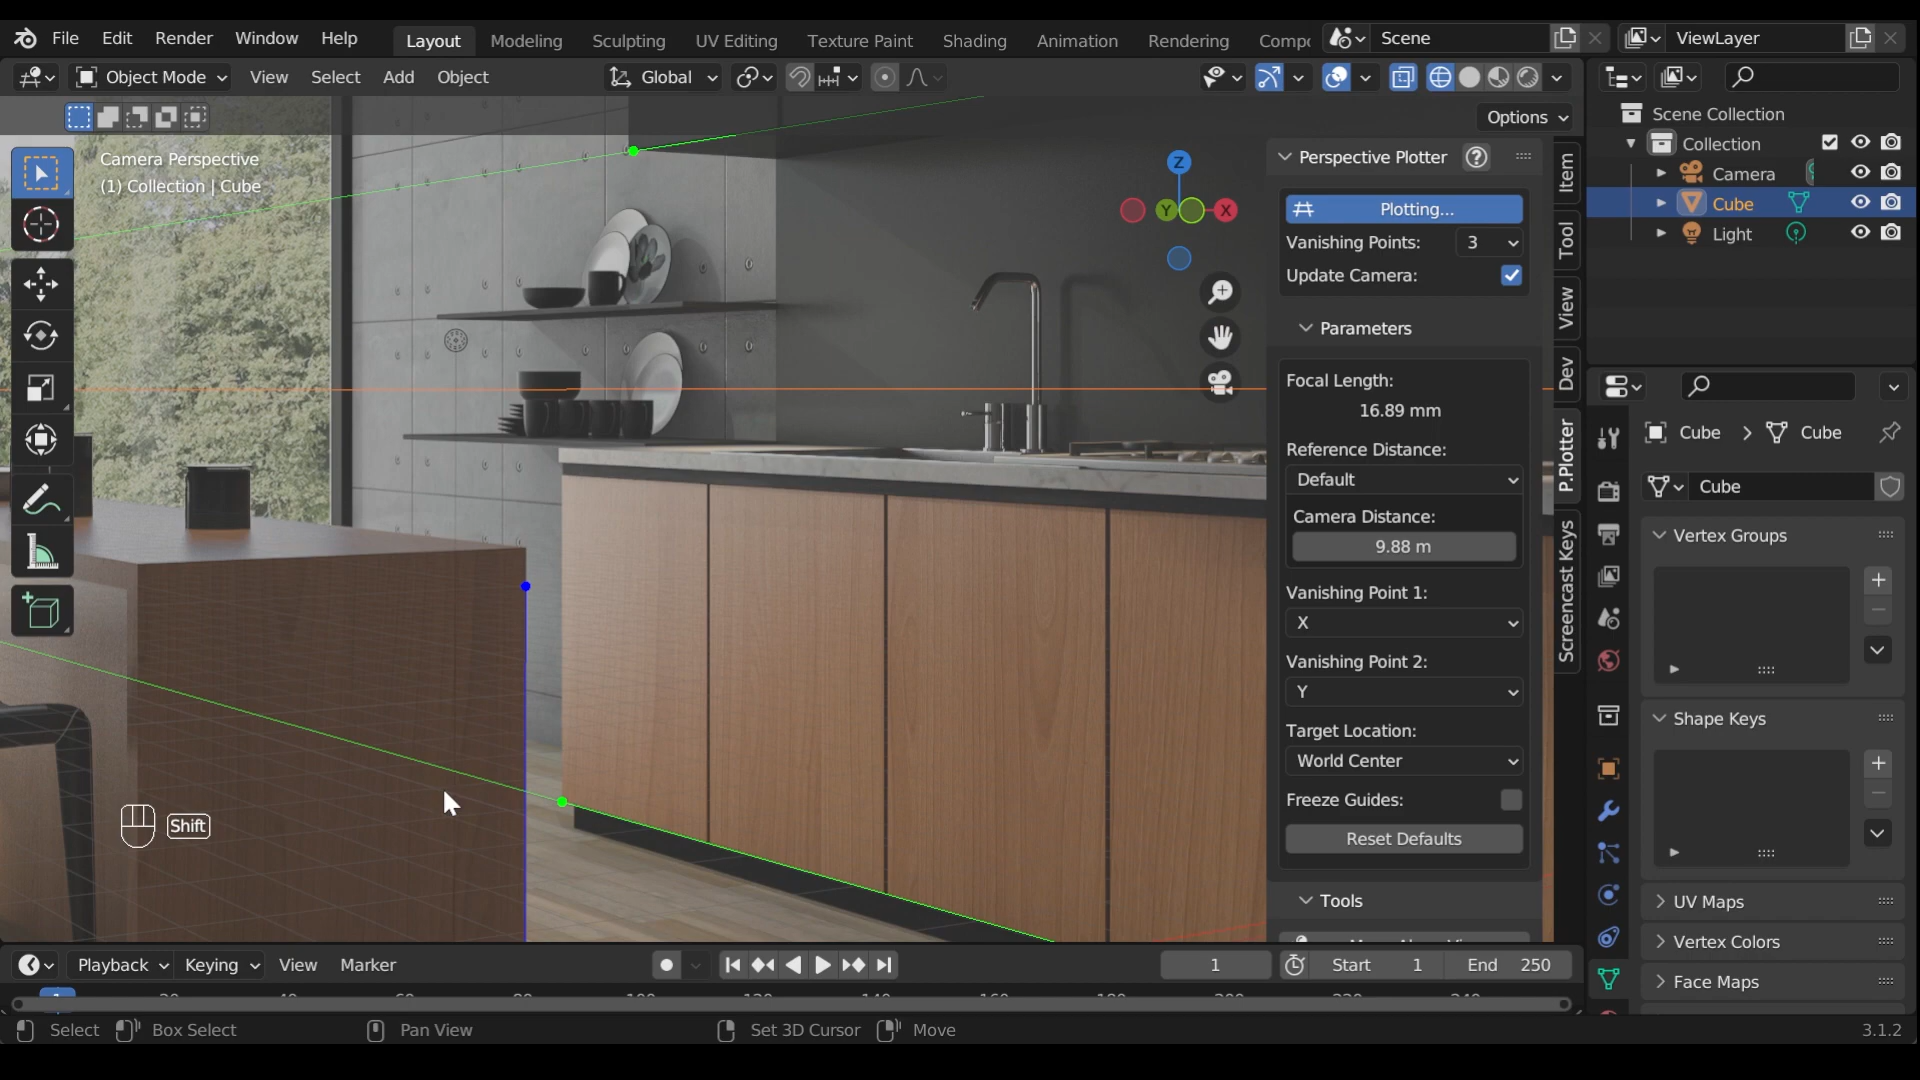 File Edit Render Window Help Layout Modeling Sculpting UV Editing Texture Paint Shading Animation Rendering Scene ViewLayer
Object Mode View Select Add Object Global
Options
Camera Perspective
(1) Collection | Cube
Z
Y
X
Perspective Plotter
Plotting...
Vanishing Points: 3
Update Camera:
Parameters
Focal Length:
16.89 mm
Reference Distance:
Default
Camera Distance:
9.88 m
Vanishing Point 1:
X
Vanishing Point 2:
Y
Target Location:
World Center
Freeze Guides:
Reset Defaults
Tools
Item
Tool
View
Dev
P.Plotter
Screencast Keys
Scene Collection
Collection
Camera
Cube
Light
Cube > Cube
Cube
Vertex Groups
Shape Keys
UV Maps
Vertex Colors
Face Maps
Shift
Playback Keying View Marker 1 Start 1 End 250
Select Box Select Pan View Set 3D Cursor Move 3.1.2